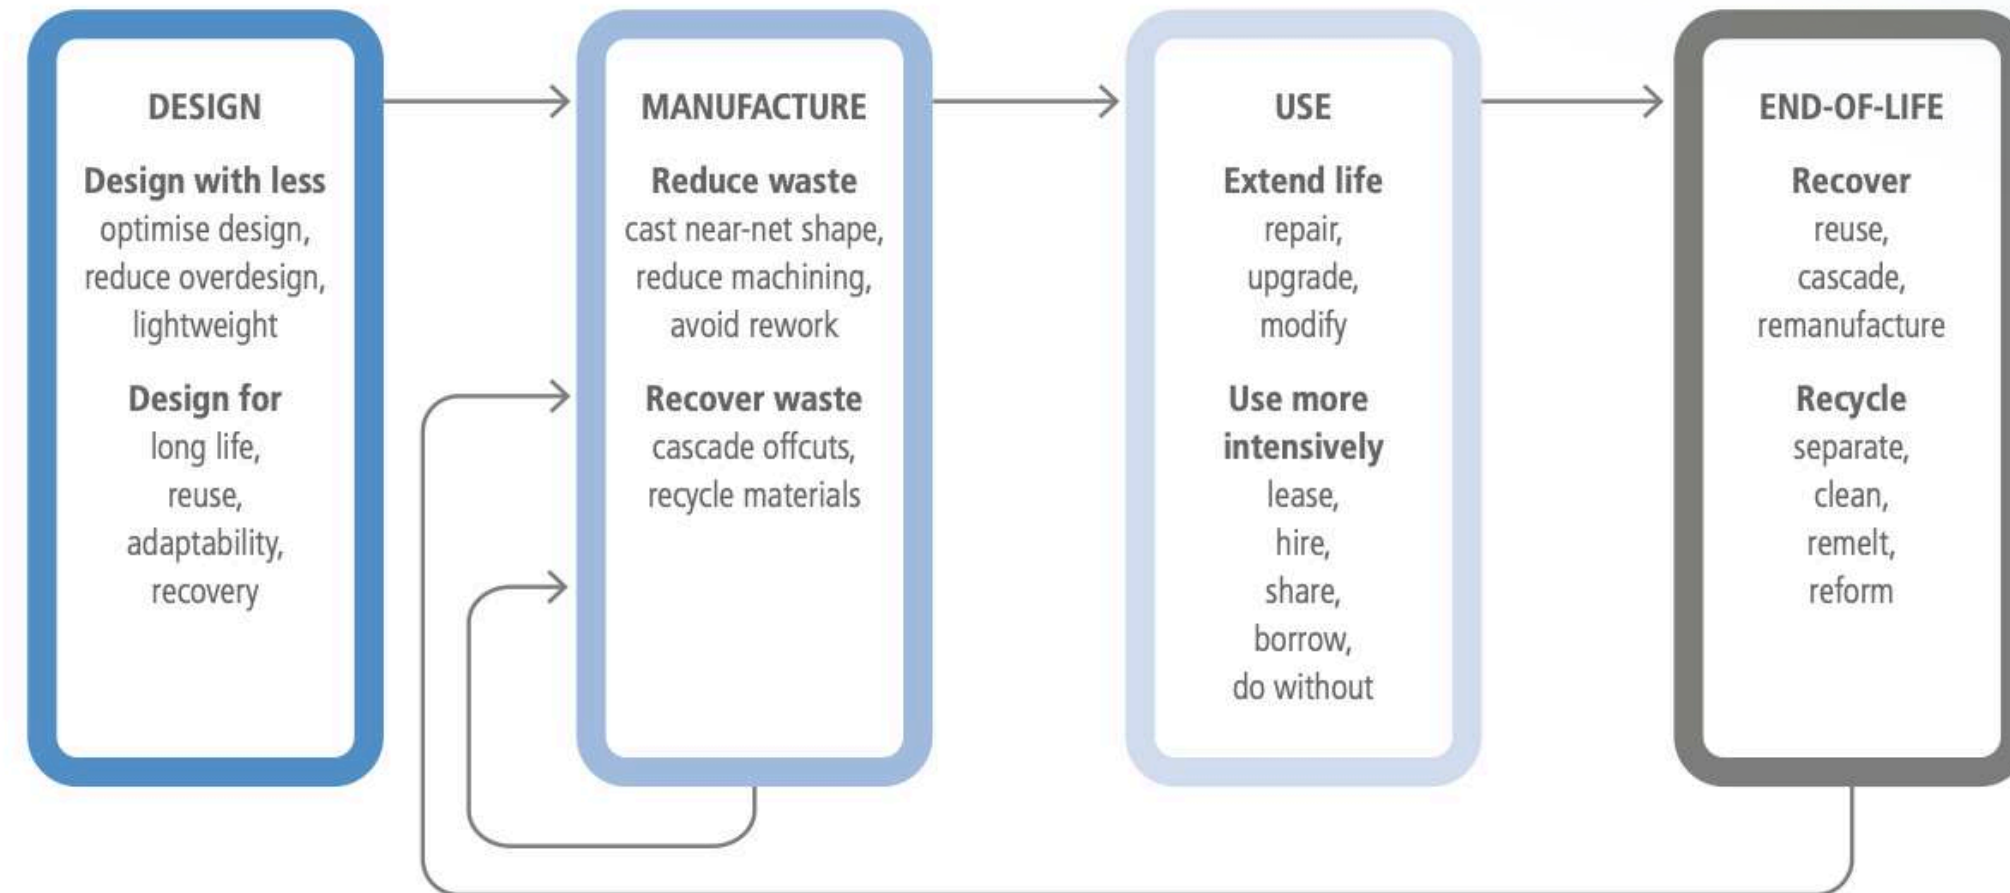 DESIGN
Design with less
optimise design,
reduce overdesign,
lightweight
Design for
long life,
reuse,
adaptability,
recovery
MANUFACTURE
Reduce waste
cast near-net shape,
reduce machining,
avoid rework
Recover waste
cascade offcuts,
recycle materials
USE
Extend life
repair,
upgrade,
modify
Use more
intensively
lease,
hire,
share,
borrow,
do without
END-OF-LIFE
Recover
reuse,
cascade,
remanufacture
Recycle
separate,
clean,
remelt,
reform